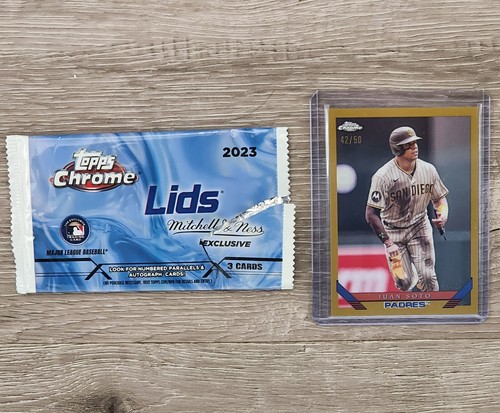 Topps
Chrome
2023
Lids
Mitchell & Ness
EXCLUSIVE
MAJOR LEAGUE BASEBALL
LOOK FOR NUMBERED PARALLELS &
AUTOGRAPH CARDS
3 CARDS
Topps
Chrome
42/50
SAN DIEGO
JUAN SOTO
PADRES